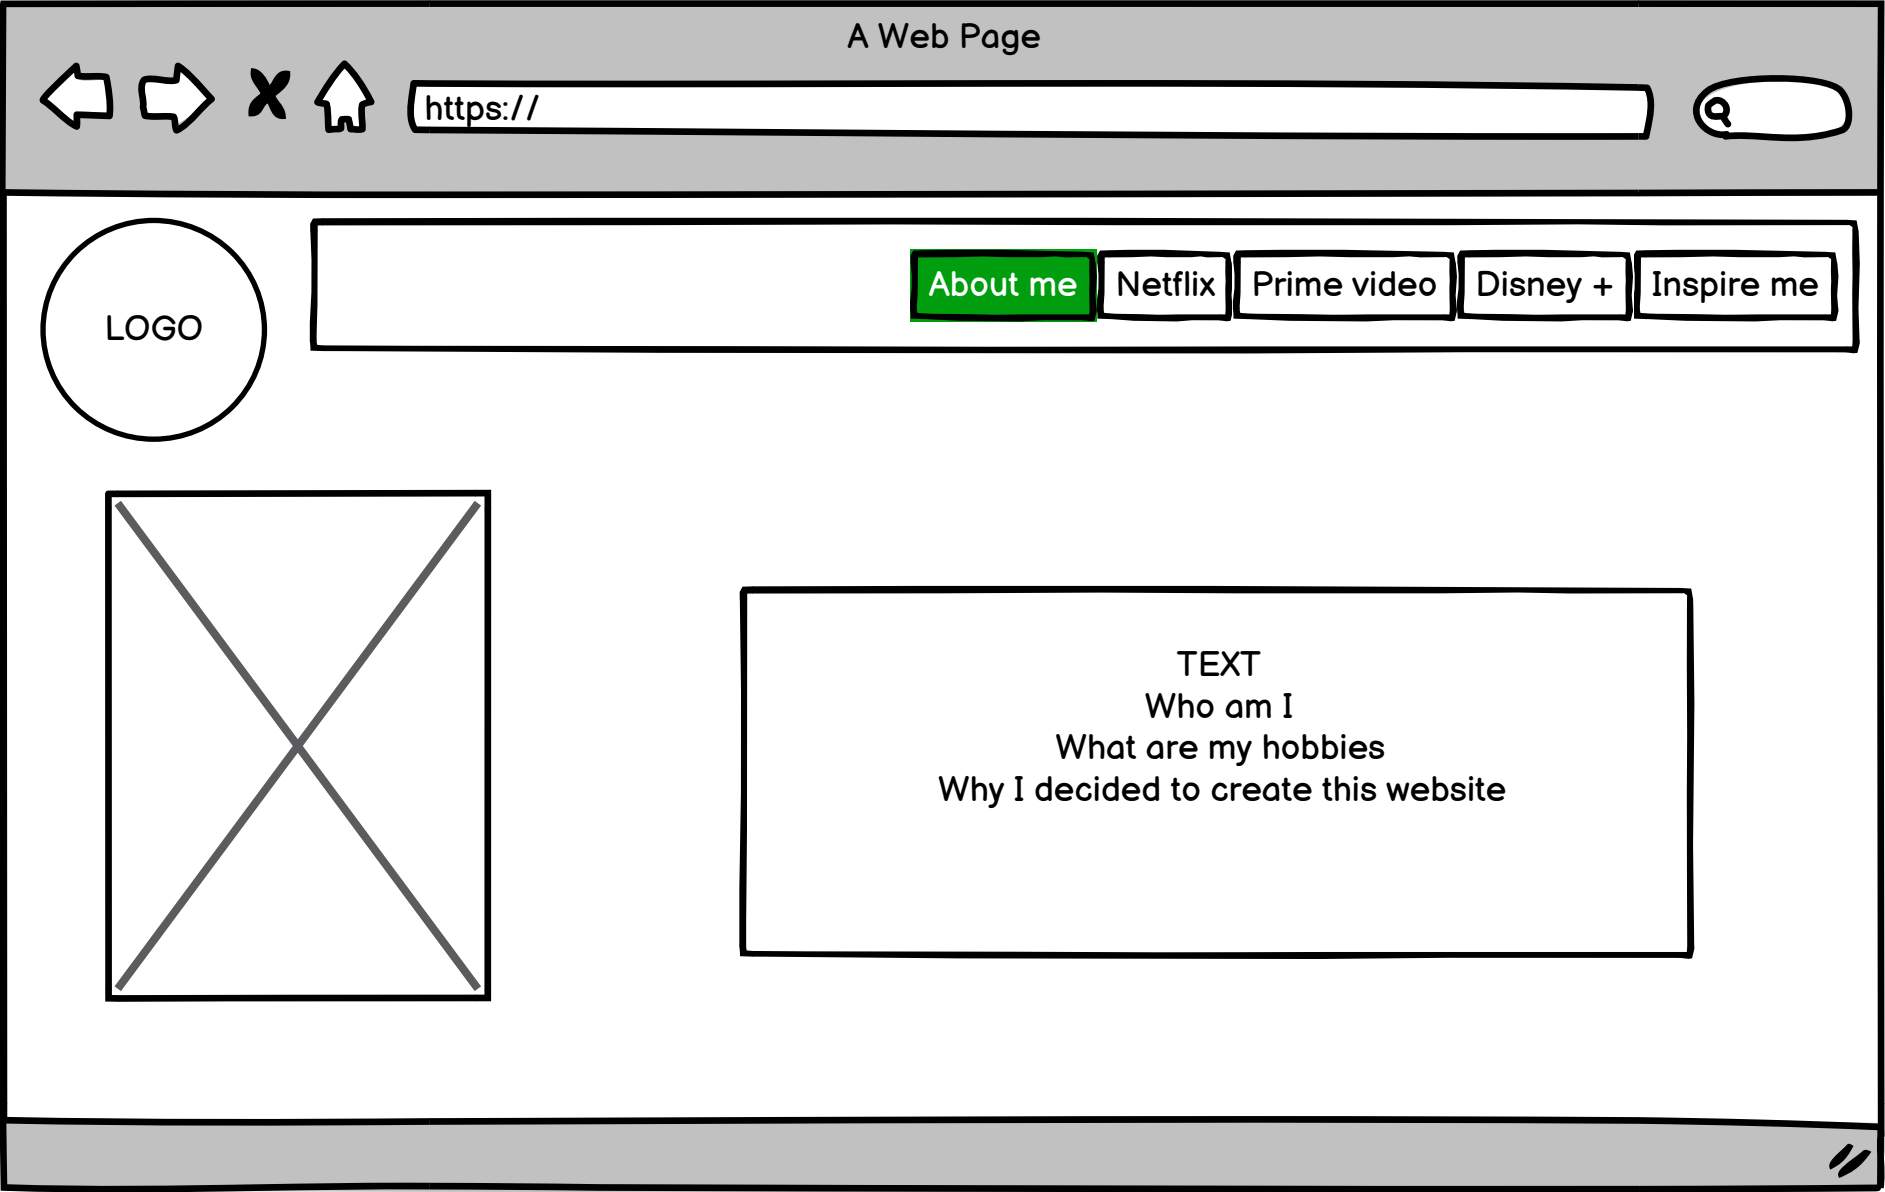 A Web Page
https://
LOGO
About me Netflix Prime video Disney + Inspire me
TEXT
Who am I
What are my hobbies
Why I decided to create this website